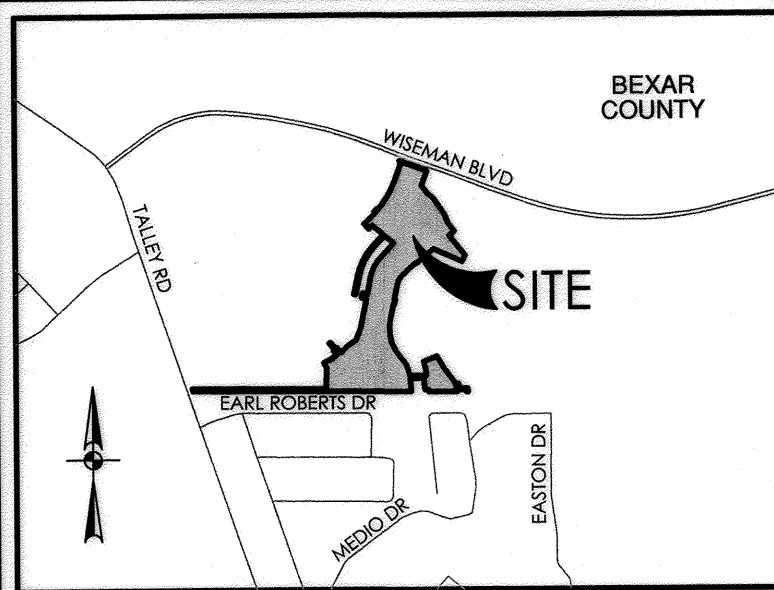 BEXAR
COUNTY
WISEMAN BLVD
TALLEY RD
SITE
EARL ROBERTS DR
EASTON DR
MEDIO DR